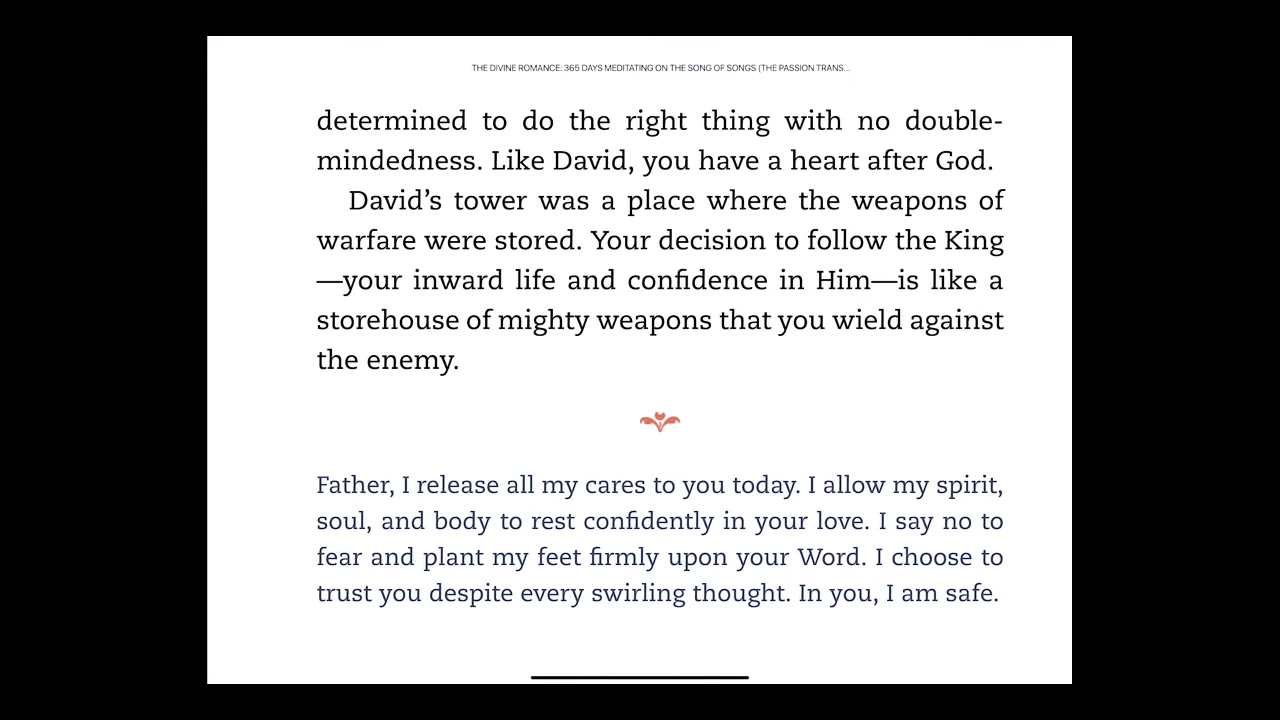 THE DIVINE ROMANCE: 365 DAYS MEDITATING ON THE SONG OF SONGS (THE PASSION TRANS...
determined to do the right thing with no double-
mindedness. Like David, you have a heart after God.
David’s tower was a place where the weapons of
warfare were stored. Your decision to follow the King
—your inward life and confidence in Him—is like a
storehouse of mighty weapons that you wield against
the enemy.
Father, I release all my cares to you today. I allow my spirit,
soul, and body to rest confidently in your love. I say no to
fear and plant my feet firmly upon your Word. I choose to
trust you despite every swirling thought. In you, I am safe.